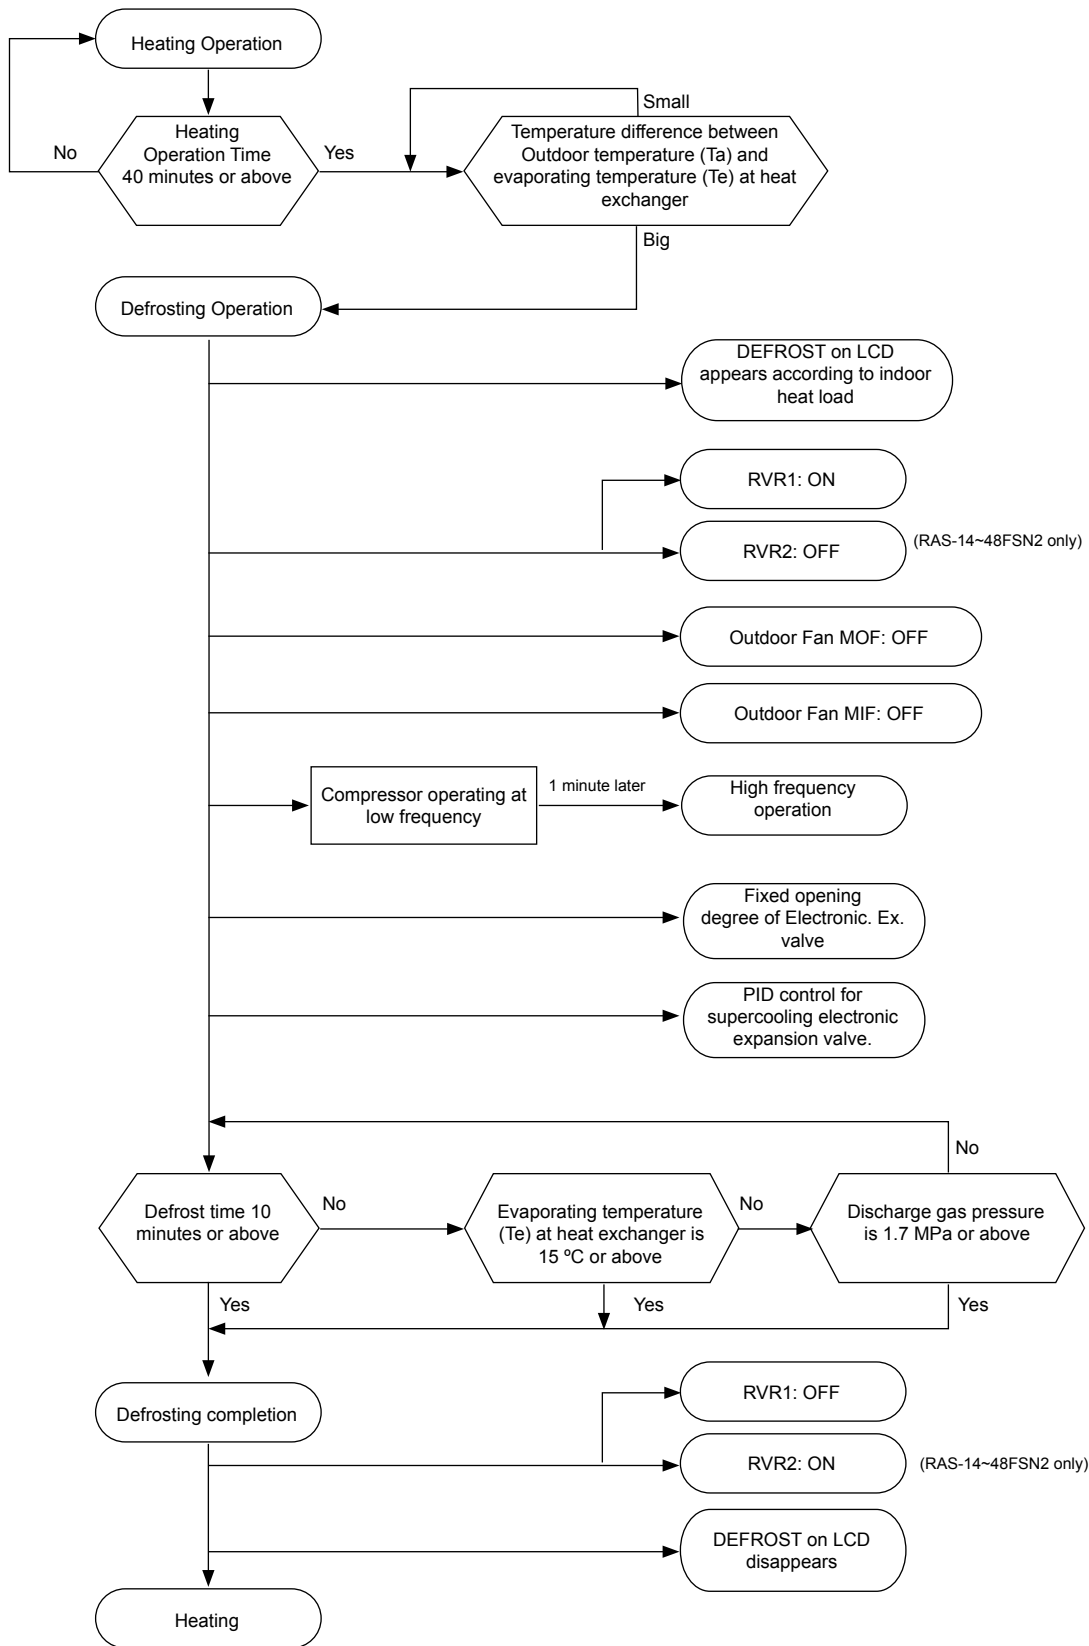 Heating Operation
Small
Heating
Operation Time
40 minutes or above
No
Yes
Temperature difference between
Outdoor temperature (Ta) and
evaporating temperature (Te) at heat
exchanger
Big
Defrosting Operation
DEFROST on LCD
appears according to indoor
heat load
RVR1: ON
RVR2: OFF
(RAS-14~48FSN2 only)
Outdoor Fan MOF: OFF
Outdoor Fan MIF: OFF
Compressor operating at
low frequency
1 minute later
High frequency
operation
Fixed opening
degree of Electronic. Ex.
valve
PID control for
supercooling electronic
expansion valve.
No
Defrost time 10
minutes or above
No
Evaporating temperature
(Te) at heat exchanger is
15 ºC or above
No
Discharge gas pressure
is 1.7 MPa or above
Yes
Yes
Yes
Defrosting completion
RVR1: OFF
RVR2: ON
(RAS-14~48FSN2 only)
DEFROST on LCD
disappears
Heating